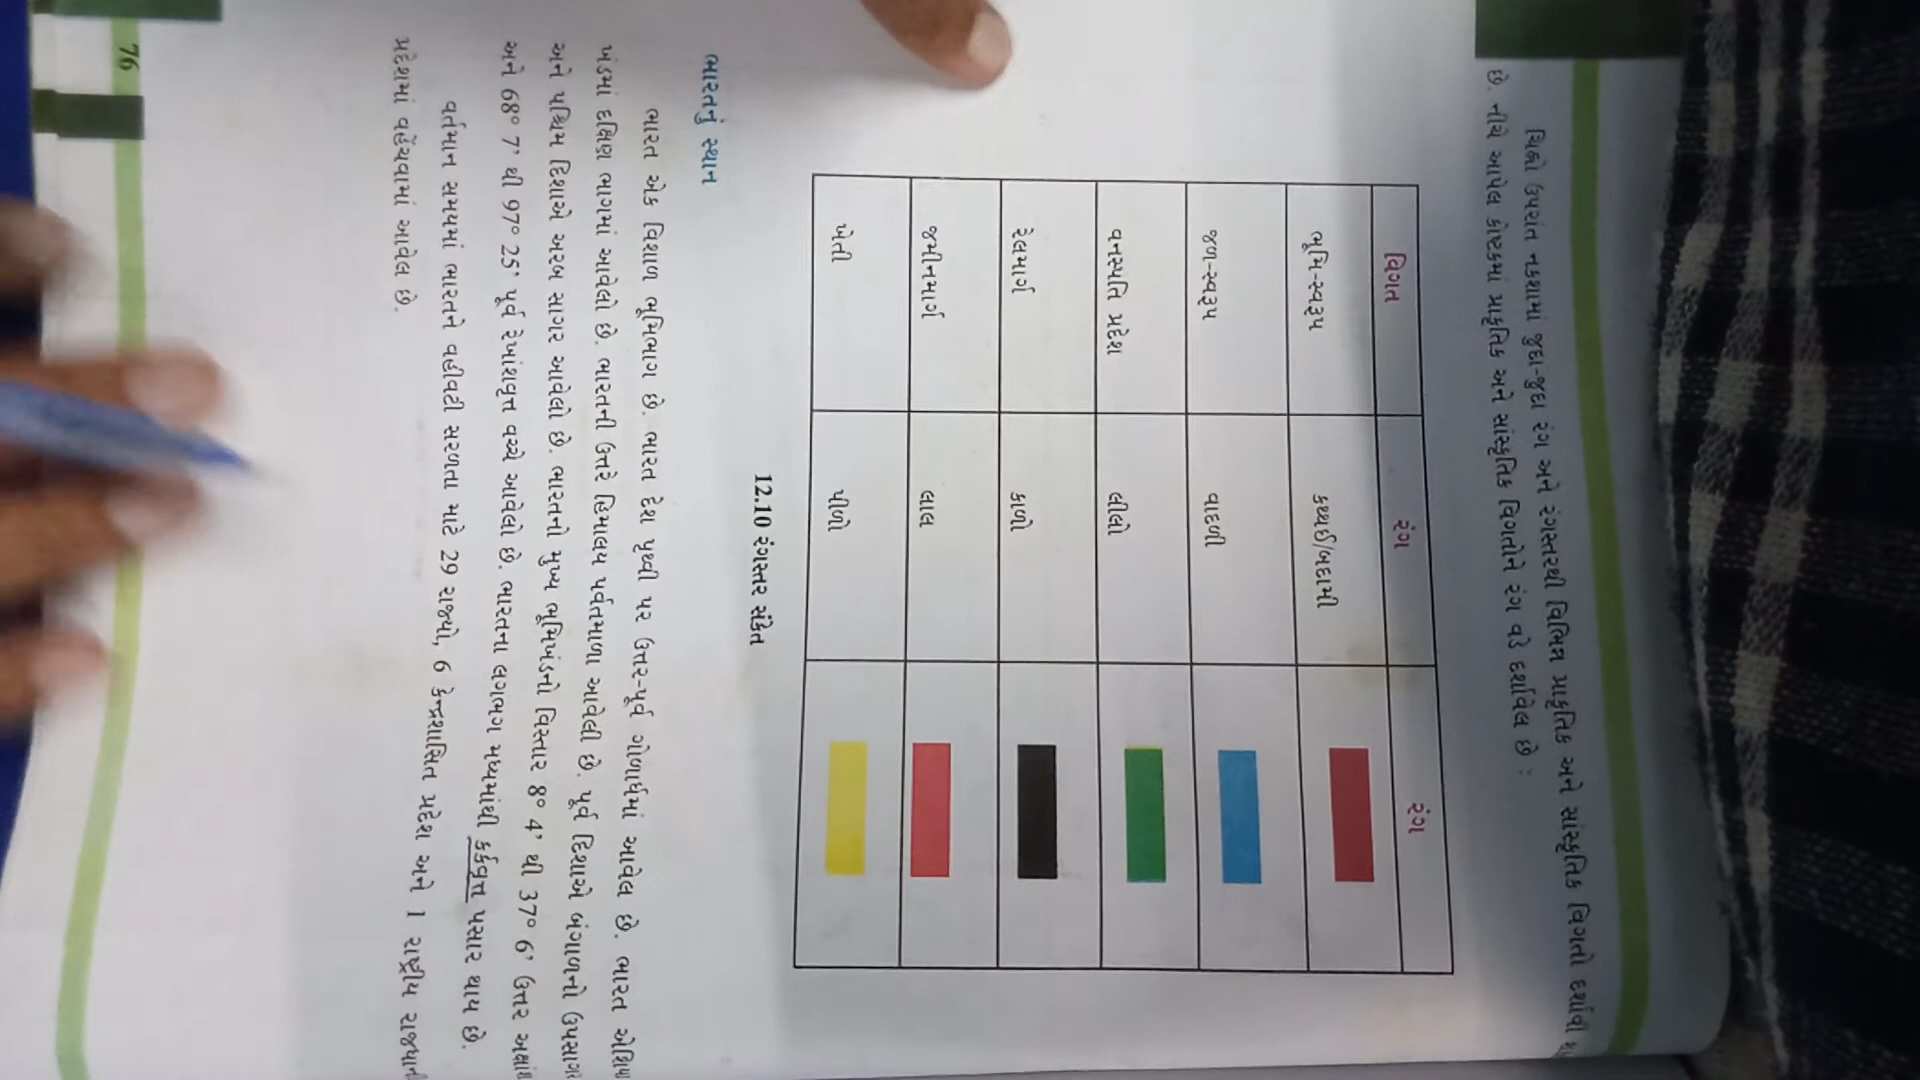 ચિહ્નો ઉપરાંત નકશામાં જુદા-જુદા રંગ અને રંગસ્તરથી વિભિન્ન પ્રાકૃતિક અને સાંસ્કૃતિક વિગતો દર્શાવી
છે. નીચે આપેલ કોષ્ટકમાં પ્રાકૃતિક અને સાંસ્કૃતિક વિગતોને રંગ વડે દર્શાવેલ છે :
વિગત રંગ રંગ
ભૂમિ-સ્વરૂપ કથ્થઈ/બદામી
જળ-સ્વરૂપ વાદળી
વનસ્પતિ પ્રદેશ લીલો
રેલમાર્ગ કાળો
જમીનમાર્ગ લાલ
ખેતી પીળો
12.10 રંગસ્તર સંકેત
ભારતનું સ્થાન
ભારત એક વિશાળ ભૂમિભાગ છે. ભારત દેશ પૃથ્વી પર ઉત્તર-પૂર્વ ગોળાર્ધમાં આવેલ છે. ભારત એશિયા
ખંડમાં દક્ષિણ ભાગમાં આવેલો છે. ભારતની ઉત્તરે હિમાલય પર્વતમાળા આવેલી છે. પૂર્વ દિશાએ બંગાળનો ઉપસાગર
અને પશ્ચિમ દિશાએ અરબ સાગર આવેલો છે. ભારતનો મુખ્ય ભૂમિખંડનો વિસ્તાર 8° 4' થી 37° 6' ઉત્તર અક્ષાંશ
અને 68° 7' થી 97° 25' પૂર્વ રેખાંશવૃત્ત વચ્ચે આવેલો છે. ભારતના લગભગ મધ્યમાંથી કર્કવૃત્ત પસાર થાય છે.
વર્તમાન સમયમાં ભારતને વહીવટી સરળતા માટે 29 રાજ્યો, 6 કેન્દ્રશાસિત પ્રદેશ અને 1 રાષ્ટ્રીય રાજધાની
પ્રદેશમાં વહેંચવામાં આવેલ છે.
76